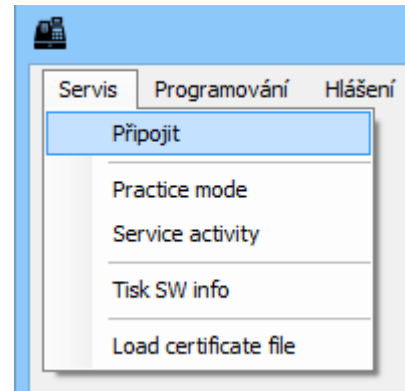 Servis Programování Hlášení
Připojit
Practice mode
Service activity
Tisk SW info
Load certificate file